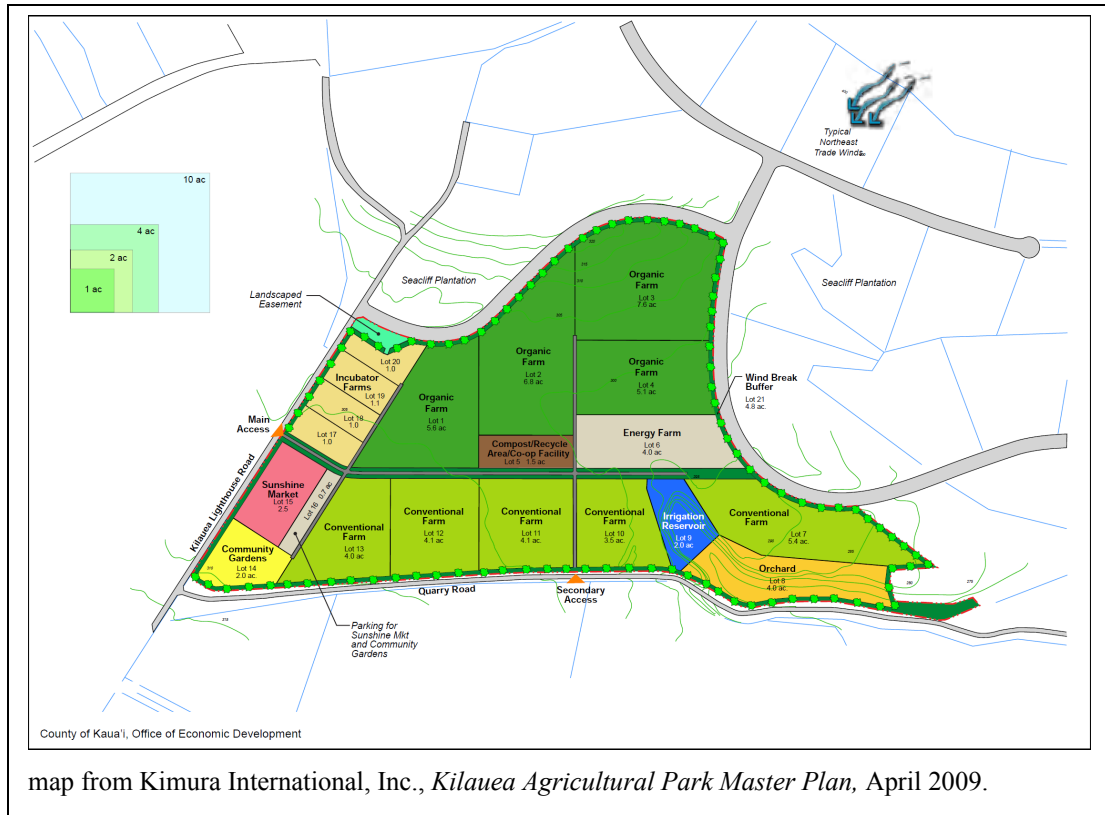 Typical
Northeast
Trade Winds
10 ac
4 ac
2 ac
1 ac
Seacliff Plantation
Seacliff Plantation
Landscaped
Easement
Organic
Farm
Lot 3
7.6 ac
Organic
Farm
Lot 2
6.8 ac
Organic
Farm
Lot 4
5.1 ac
Lot 20
1.0
Incubator
Farms
Lot 19
1.1
Lot 18
1.0
Lot 17
1.0
Organic
Farm
Lot 1
5.6 ac
Wind Break
Buffer
Lot 21
4.8 ac.
Main
Access
Energy Farm
Lot 6
4.0 ac
Compost/Recycle
Area/Co-op Facility
Lot 5 1.5 ac
Kilauea Lighthouse Road
Sunshine
Market
Lot 15
2.5
Lot 16 0.7 ac
Conventional
Farm
Lot 13
4.0 ac
Conventional
Farm
Lot 12
4.1 ac
Conventional
Farm
Lot 11
4.1 ac
Conventional
Farm
Lot 10
3.5 ac
Irrigation
Reservoir
Lot 9
2.0 ac
Conventional
Farm
Lot 7
5.4 ac
Community
Gardens
Lot 14
2.0 ac
Orchard
Lot 8
4.0 ac
Quarry Road
Secondary
Access
Parking for
Sunshine Mkt
and Community
Gardens
County of Kaua'i, Office of Economic Development
map from Kimura International, Inc., Kilauea Agricultural Park Master Plan, April 2009.